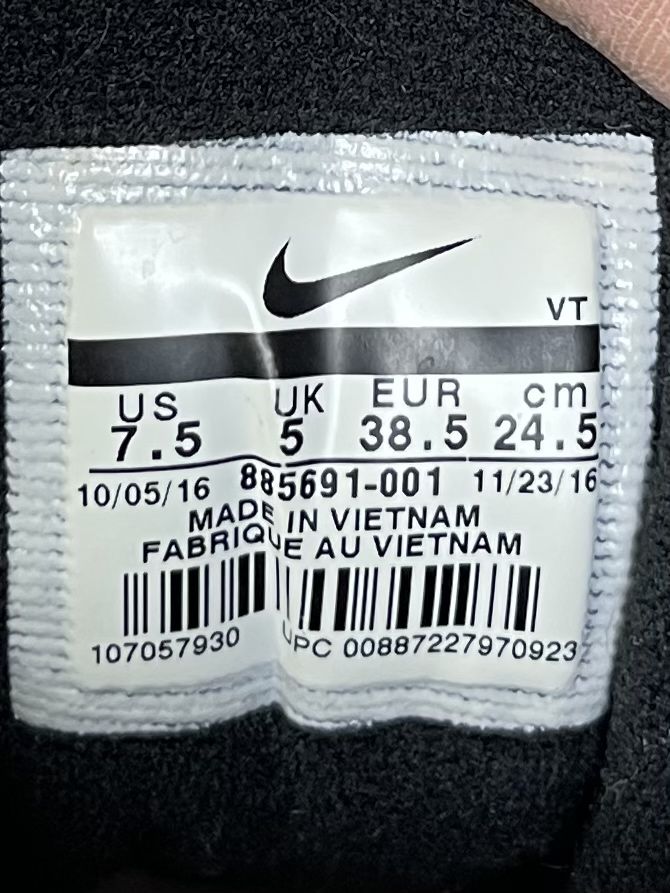 VT
US UK EUR cm
7.5 5 38.5 24.5
10/05/16 885691-001 11/23/16
MADE IN VIETNAM
FABRIQUE AU VIETNAM
107057930 UPC 00887227970923